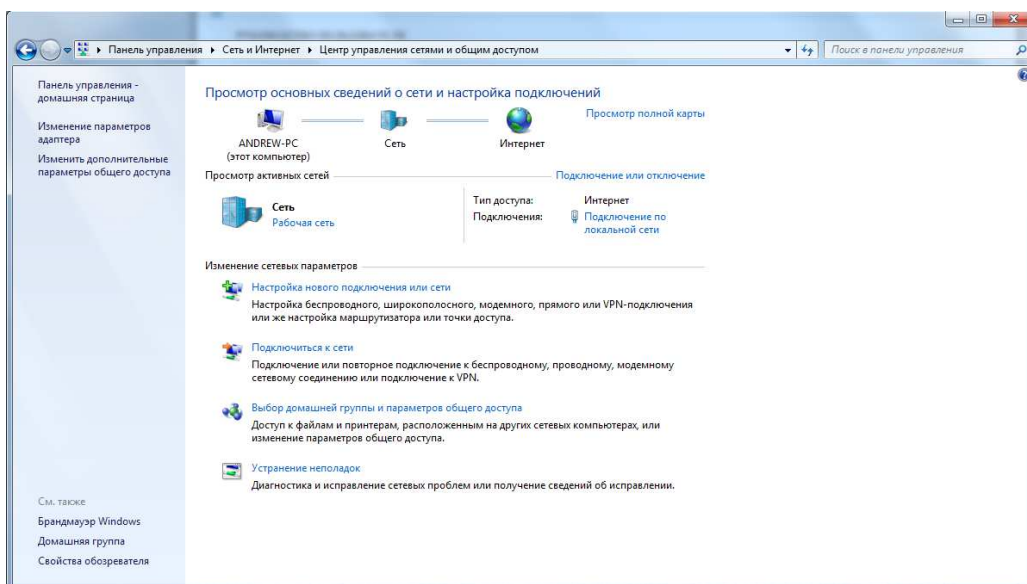 Панель управления ▸ Сеть и Интернет ▸ Центр управления сетями и общим доступом
Поиск в панели управления
Панель управления -
домашняя страница
Изменение параметров
адаптера
Изменить дополнительные
параметры общего доступа
См. также
Брандмауэр Windows
Домашняя группа
Свойства обозревателя
Просмотр основных сведений о сети и настройка подключений
Просмотр полной карты
ANDREW-PC
(этот компьютер)
Сеть
Интернет
Просмотр активных сетей
Подключение или отключение
Сеть
Рабочая сеть
Тип доступа: Интернет
Подключения: Подключение по
локальной сети
Изменение сетевых параметров
Настройка нового подключения или сети
Настройка беспроводного, широкополосного, модемного, прямого или VPN-подключения
или же настройка маршрутизатора или точки доступа.
Подключиться к сети
Подключение или повторное подключение к беспроводному, проводному, модемному
сетевому соединению или подключение к VPN.
Выбор домашней группы и параметров общего доступа
Доступ к файлам и принтерам, расположенным на других сетевых компьютерах, или
изменение параметров общего доступа.
Устранение неполадок
Диагностика и исправление сетевых проблем или получение сведений об исправлении.